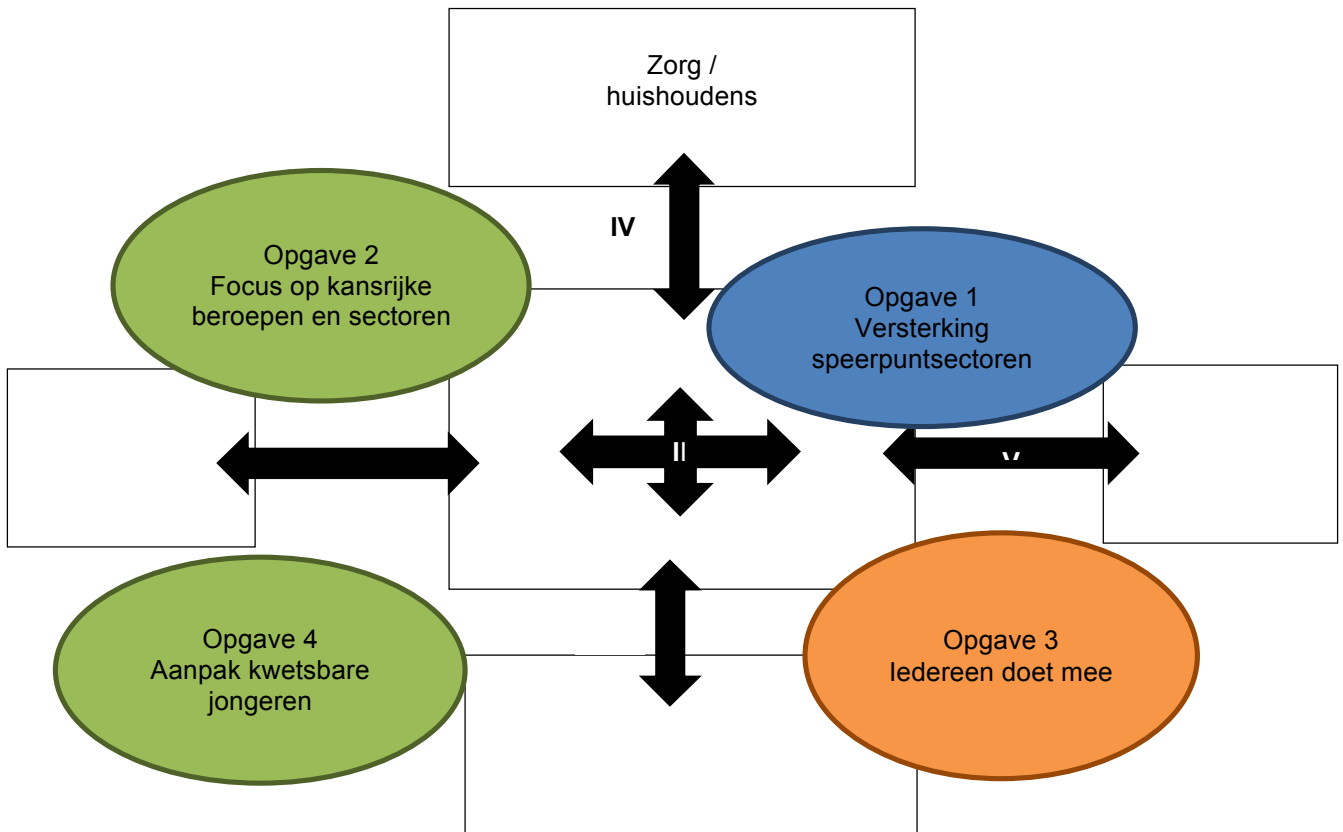 Zorg /
huishoudens
IV
Opgave 2
Focus op kansrijke
beroepen en sectoren
Opgave 1
Versterking
speerpuntsectoren
II
V
Opgave 4
Aanpak kwetsbare
jongeren
Opgave 3
Iedereen doet mee